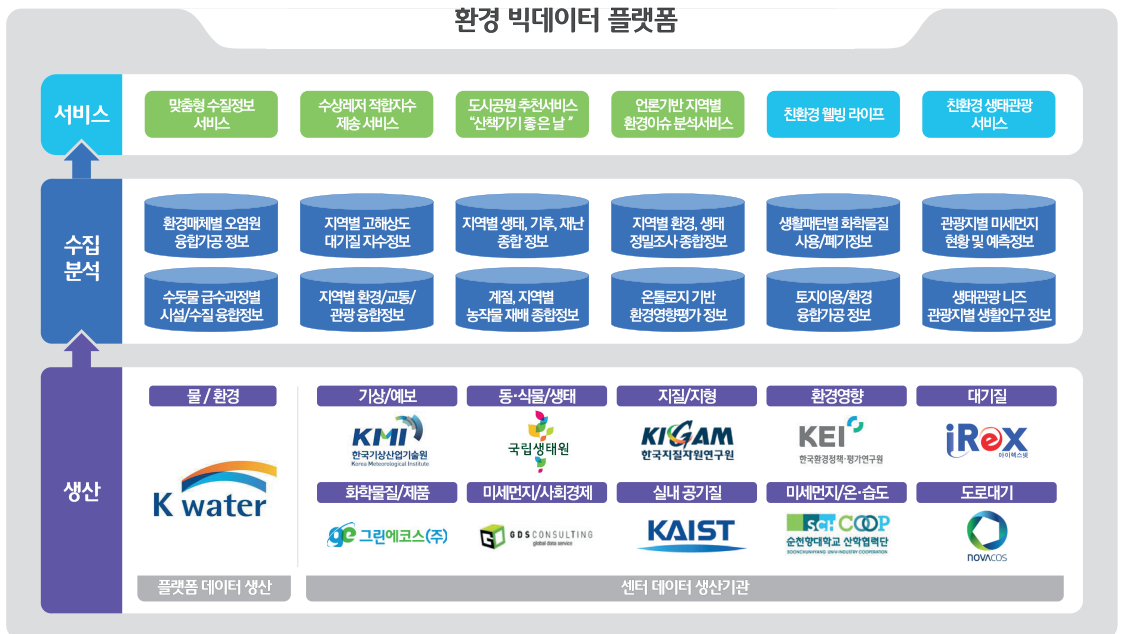 환경 빅데이터 플랫폼
서비스
맞춤형 수질정보
서비스
수상레저 적합지수
제송 서비스
도시공원 추천서비스
“산책가기 좋은 날 ”
언론기반 지역별
환경이슈 분석서비스
친환경 웰빙 라이프
친환경 생태관광
서비스
수집
분석
환경매체별 오염원
융합가공 정보
지역별 고해상도
대기질 지수정보
지역별 생태, 기후, 재난
종합 정보
지역별 환경, 생태
정밀조사 종합정보
생활패턴별 화학물질
사용/폐기정보
관광지별 미세먼지
현황 및 예측정보
수돗물 급수과정별
시설/수질 융합정보
지역별 환경/교통/
관광 융합정보
계절, 지역별
농작물 재배 종합정보
온톨로지 기반
환경영향평가 정보
토지이용/환경
융합가공 정보
생태관광 니즈
관광지별 생활인구 정보
생산
물 / 환경
K water
플랫폼 데이터 생산
기상/예보
KMI
한국기상산업기술원
Korea Meteorological Institute
동·식물/생태
국립생태원
지질/지형
KIGAM
한국지질자원연구원
환경영향
KEI
한국환경정책·평가연구원
대기질
iReX
아이렉스넷
화학물질/제품
ge 그린에코스(주)
미세먼지/사회경제
GDS CONSULTING
global data service
실내 공기질
KAIST
미세먼지/온·습도
SCH COOP
순천향대학교 산학협력단
SOONCHUNHYANG UNIV INDUSTRY COOPERATION
도로대기
NOVACOS
센터 데이터 생산기관